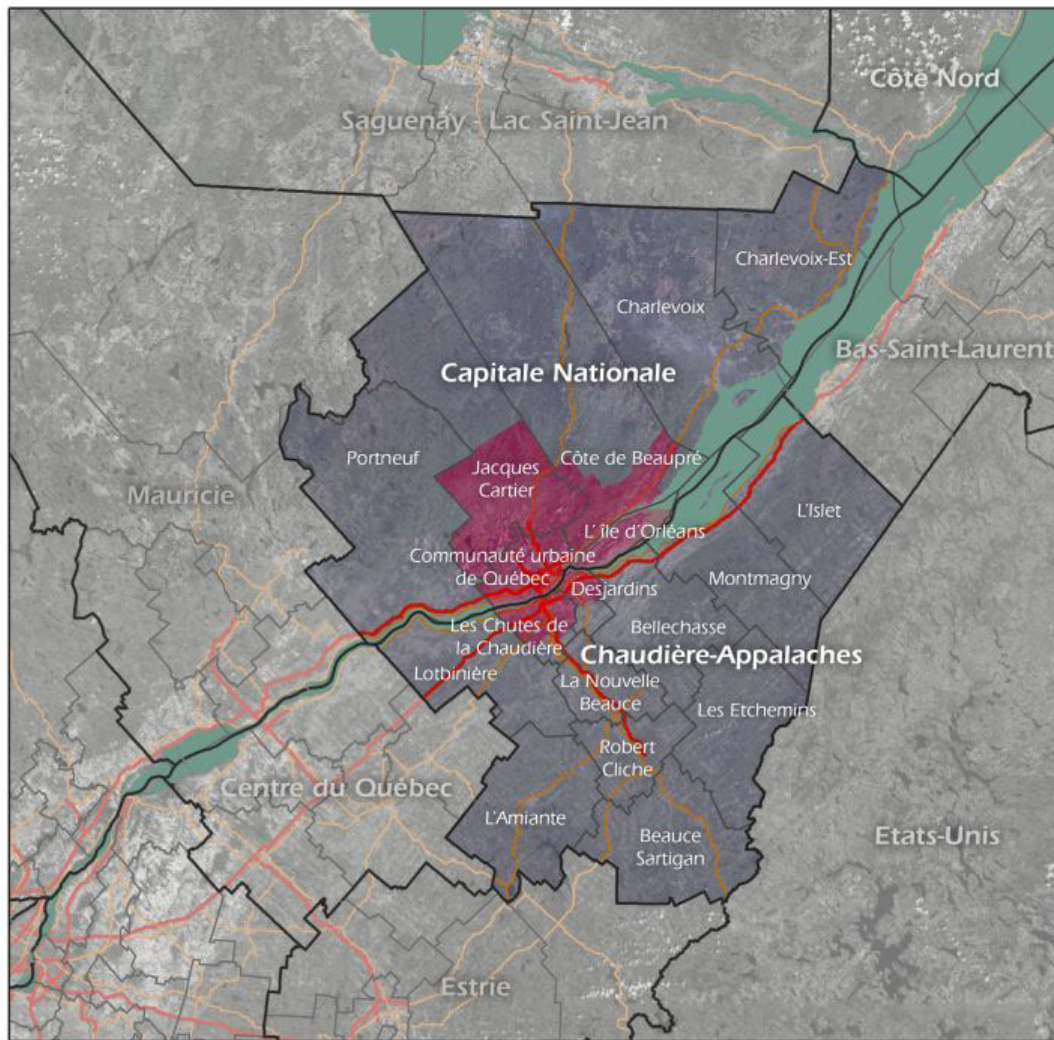 Côte Nord
Saguenay - Lac Saint-Jean
Charlevoix-Est
Charlevoix
Bas-Saint-Laurent
Capitale Nationale
Portneuf
Jacques
Cartier
Côte de Beaupré
Mauricie
L'Islet
L' île d'Orléans
Communauté urbaine
de Québec
Desjardins
Montmagny
Les Chutes de
la Chaudière
Bellechasse
Chaudière-Appalaches
Lotbinière
La Nouvelle
Beauce
Les Etchemins
Robert
Cliche
Centre du Québec
L'Amiante
Beauce
Sartigan
Etats-Unis
Estrie